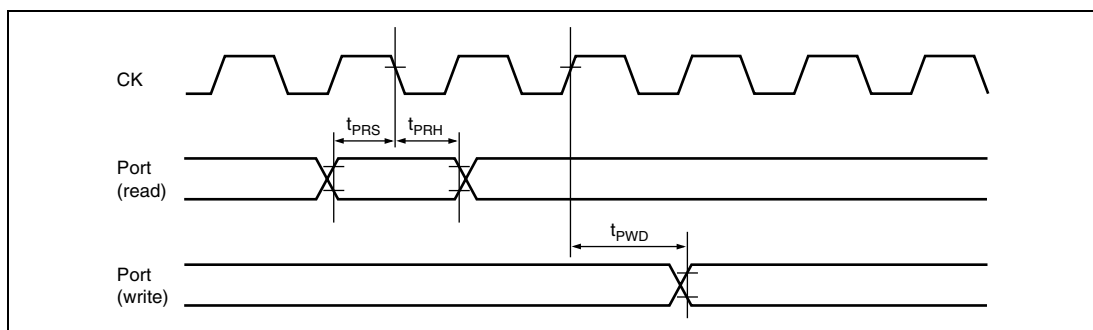 CK
tPRS
tPRH
Port
(read)
tPWD
Port
(write)